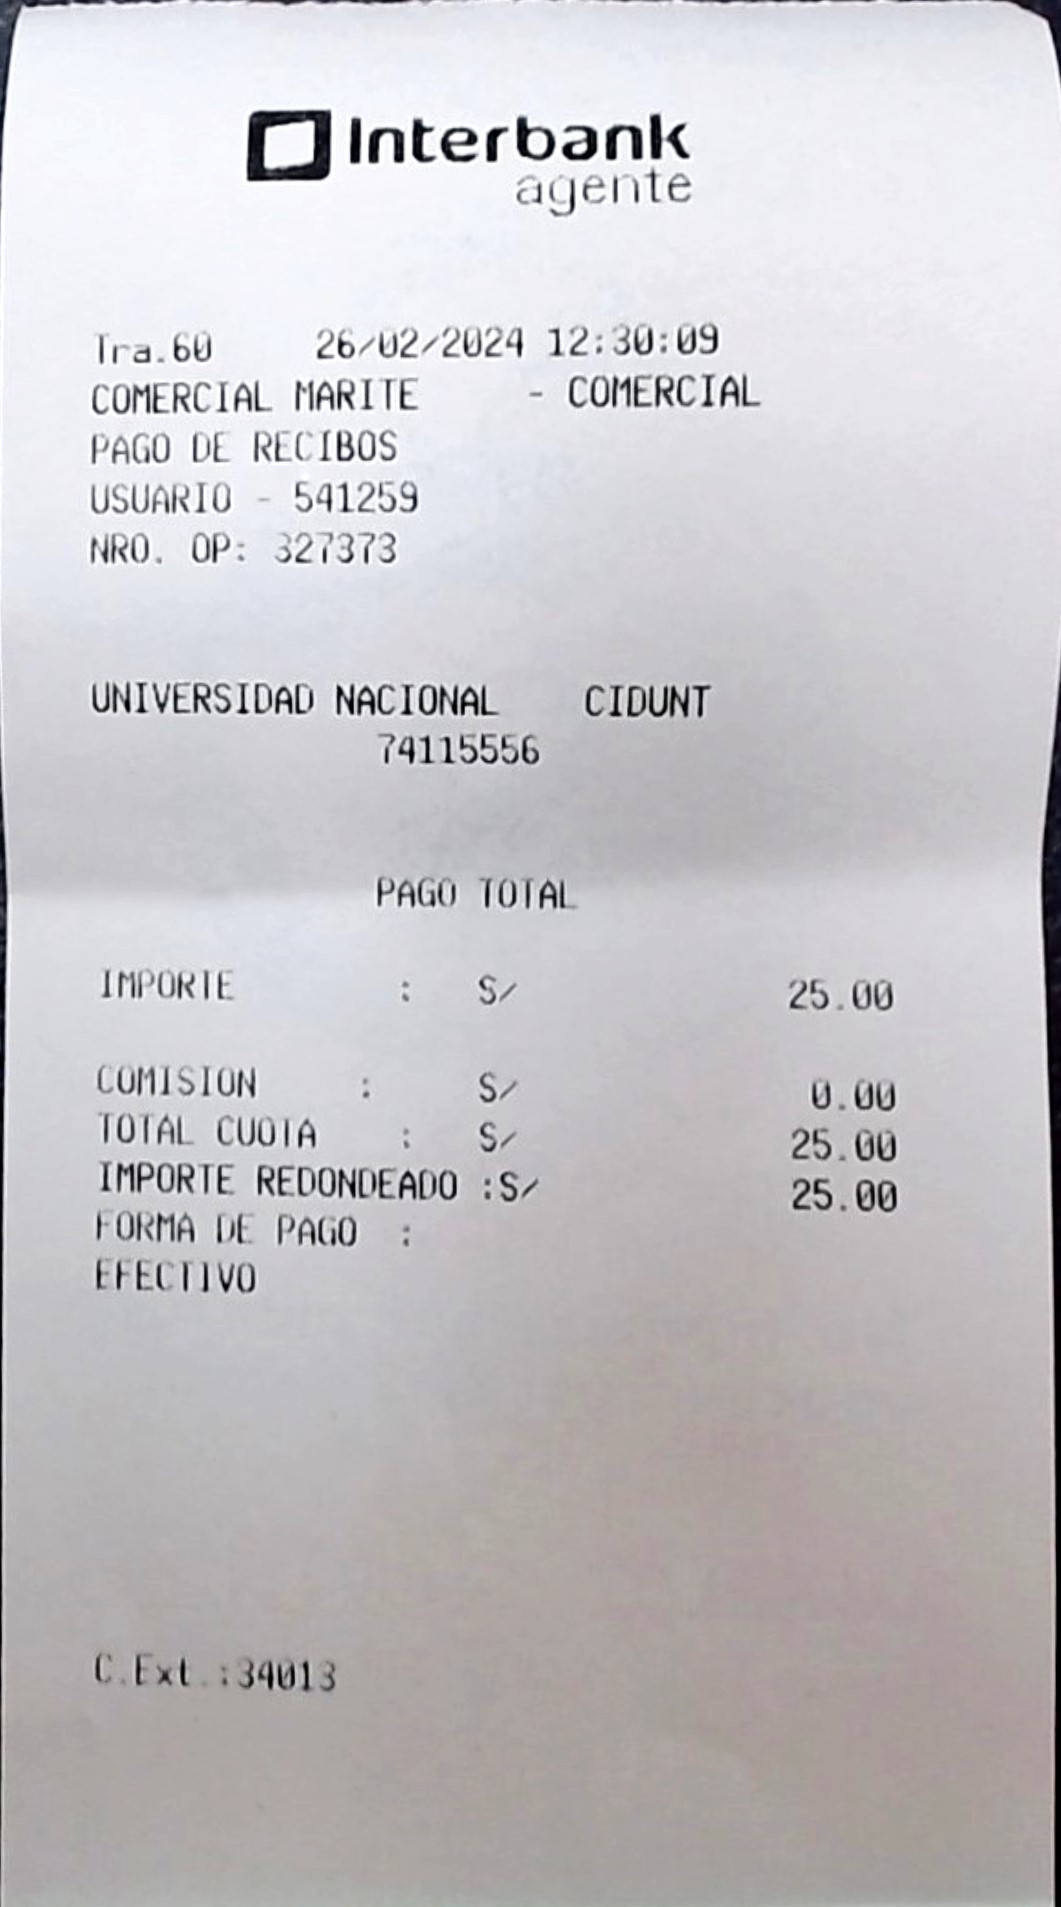 Interbank
agente
Tra.60 26/02/2024 12:30:09
COMERCIAL MARITE - COMERCIAL
PAGO DE RECIBOS
USUARIO - 541259
NRO. OP: 327373
UNIVERSIDAD NACIONAL CIDUNT
74115556
PAGO TOTAL
IMPORTE : S/ 25.00
COMISION : S/ 0.00
TOTAL CUOTA : S/ 25.00
IMPORTE REDONDEADO :S/ 25.00
FORMA DE PAGO :
EFECTIVO
C.Ext.:34013